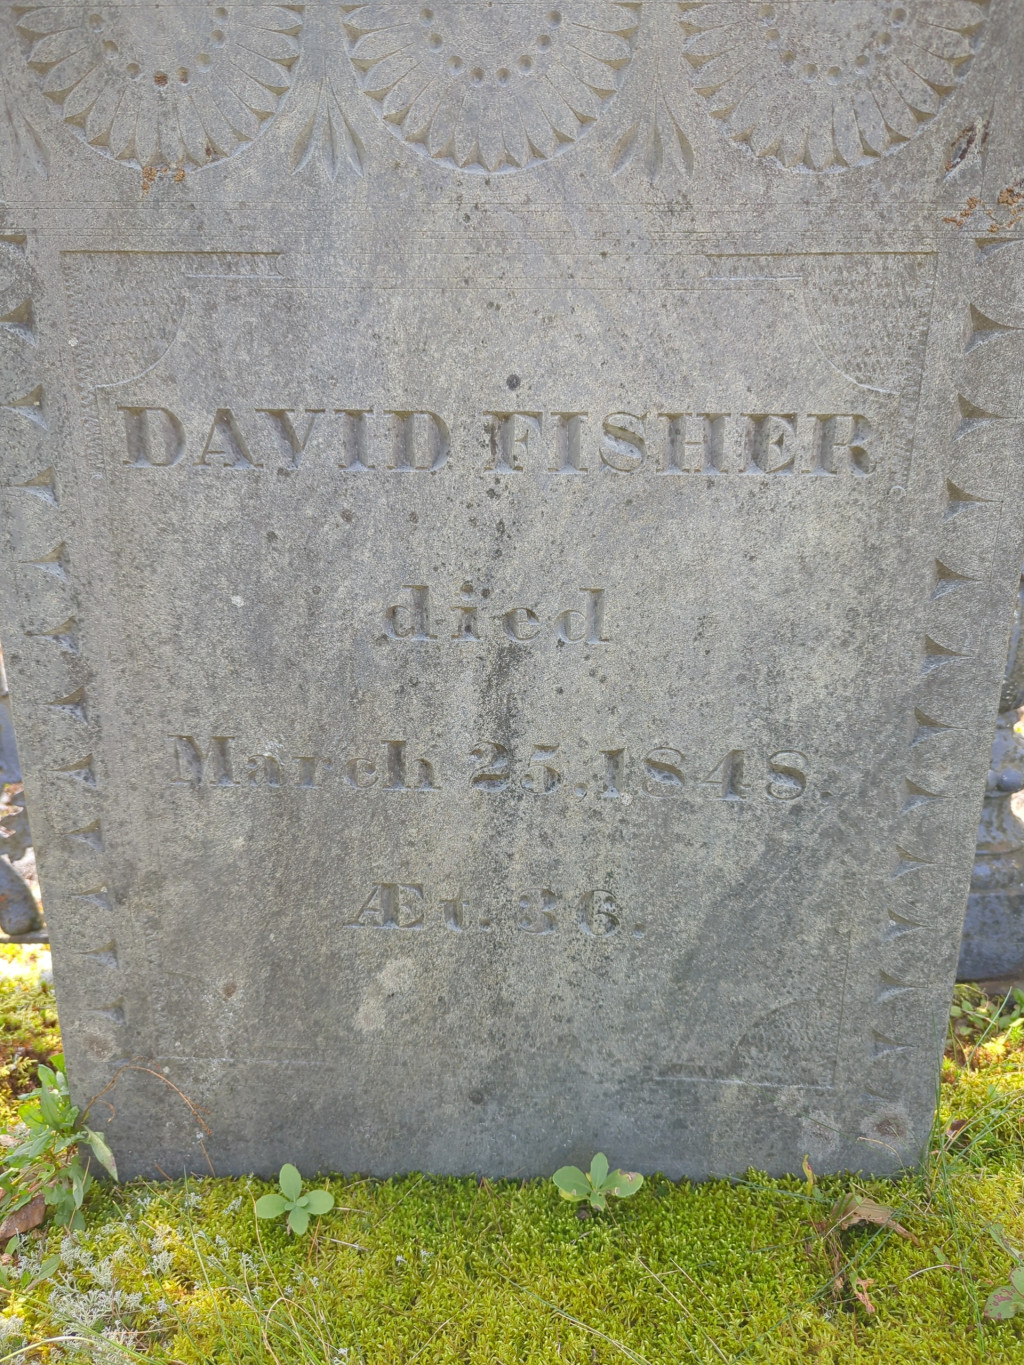 DAVID FISHER
died
March 25, 1848.
Æt. 36.